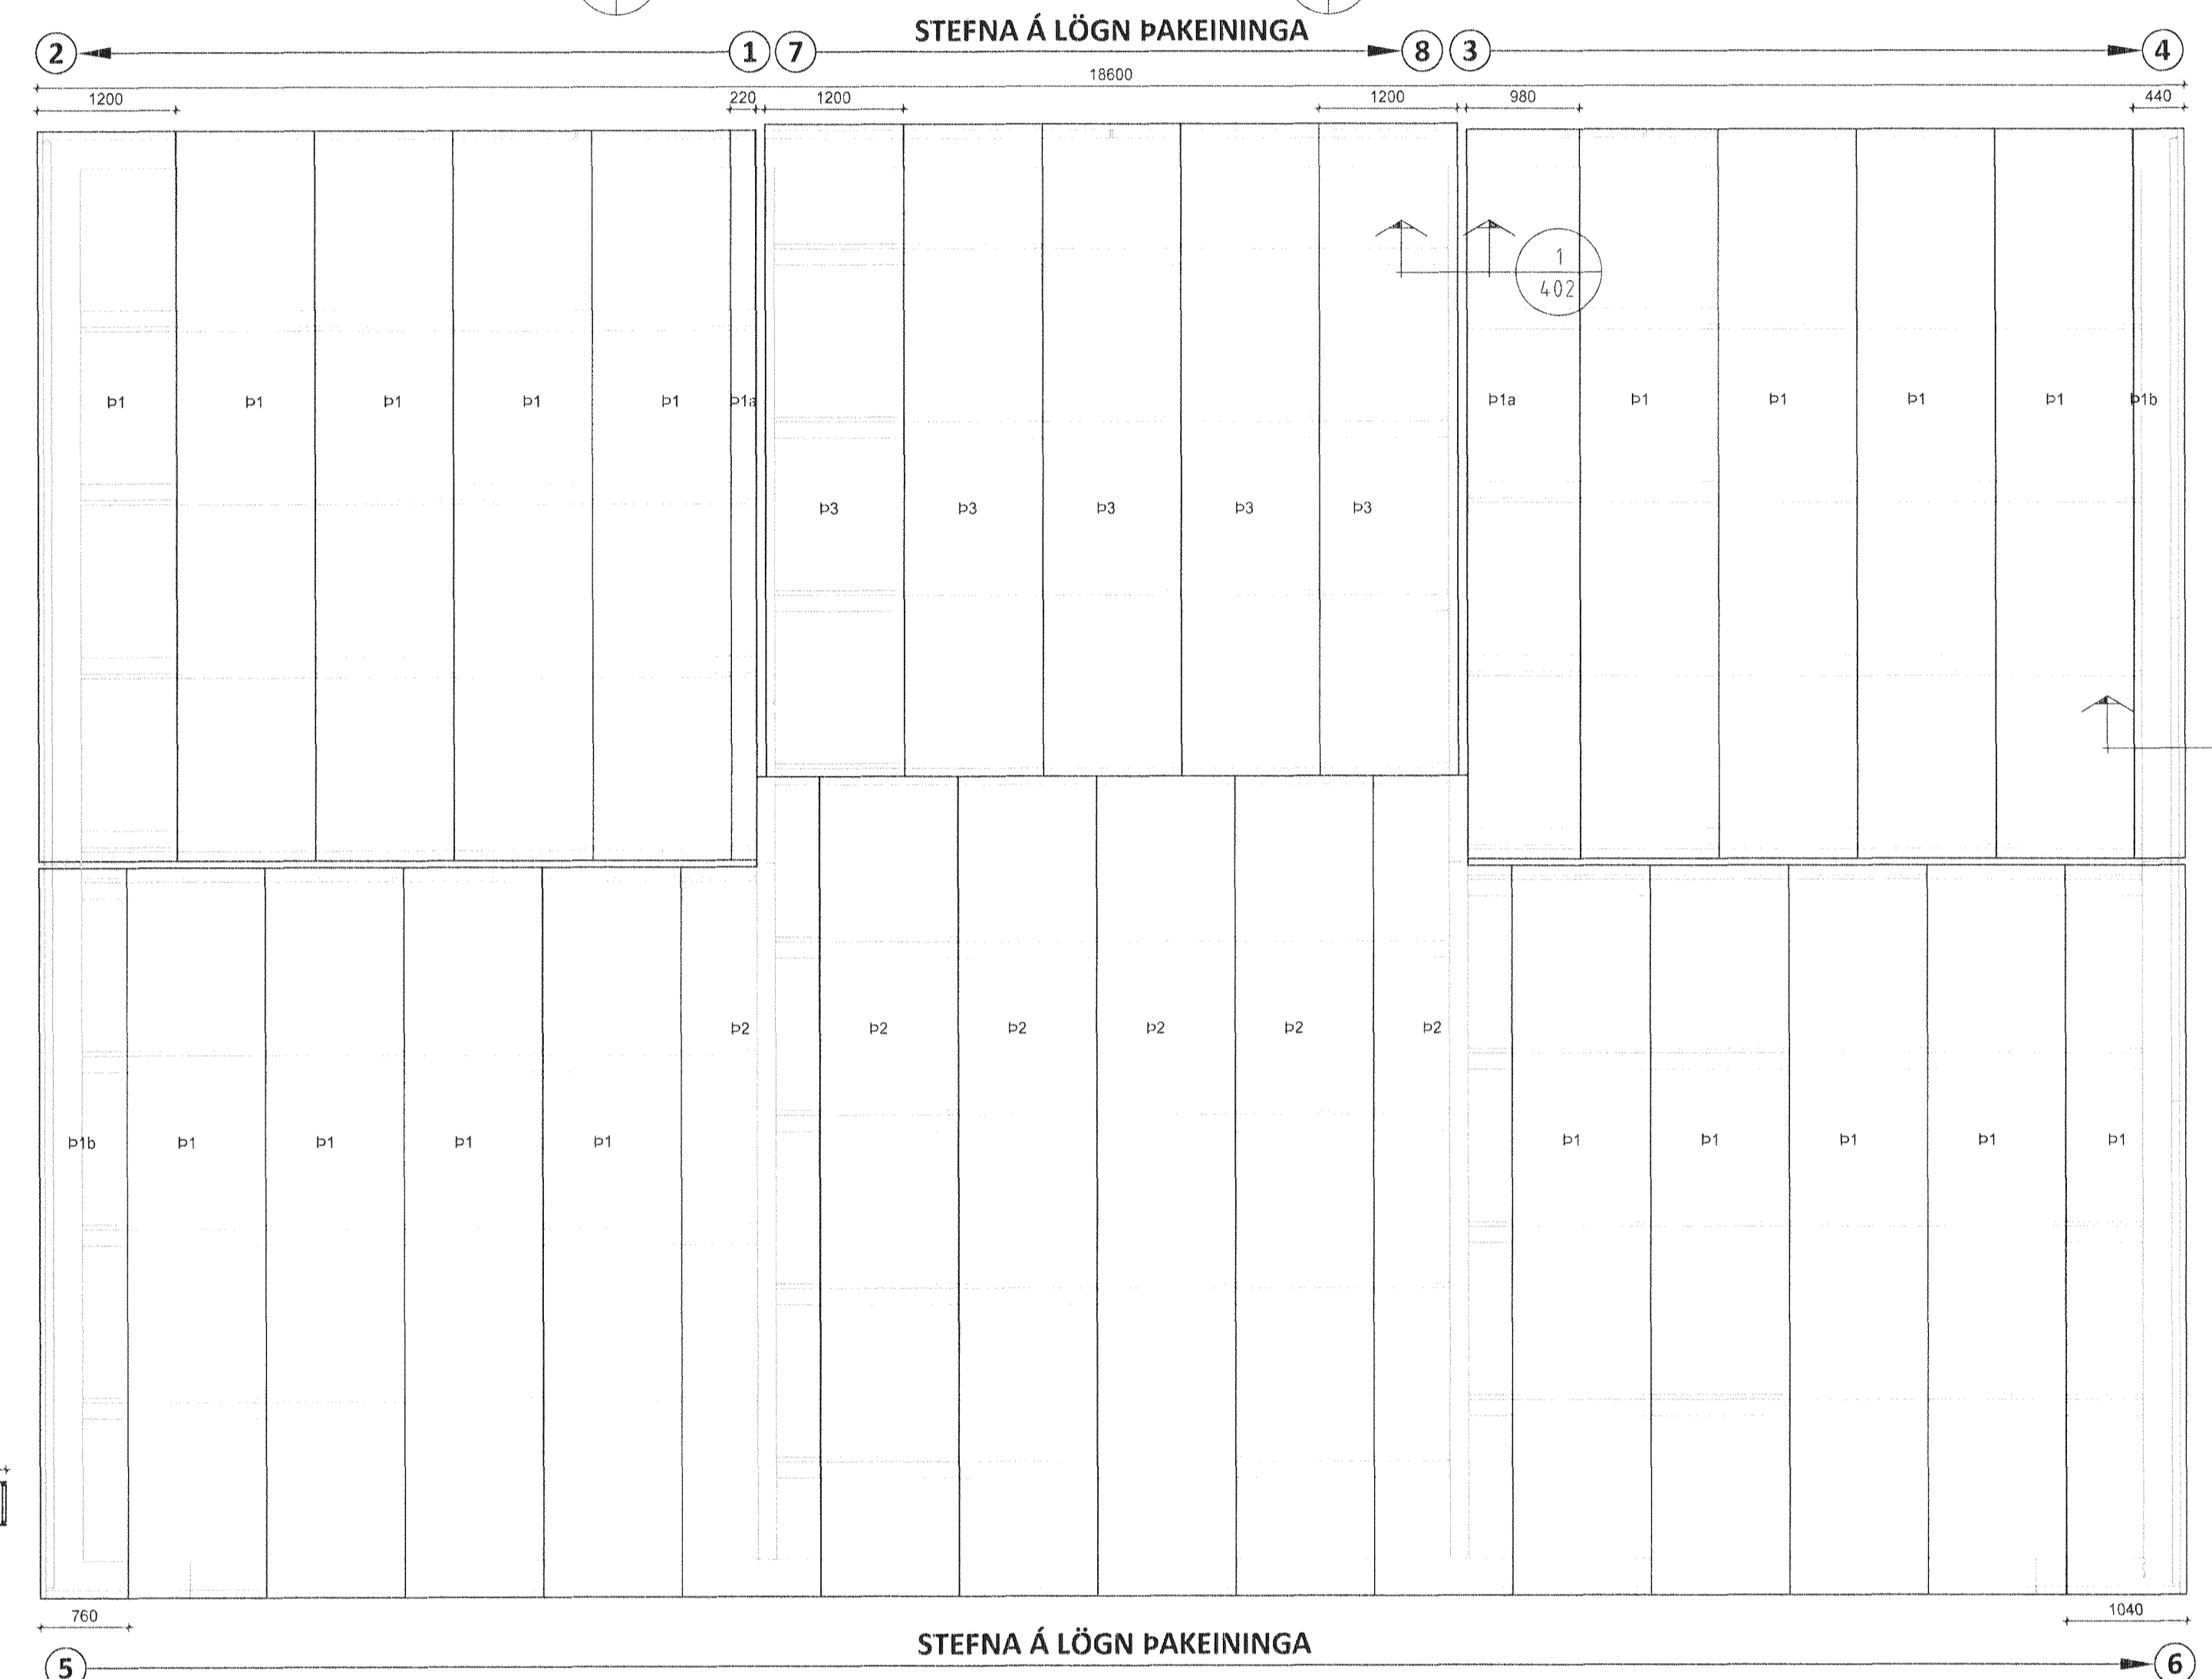 STEFNA Á LÖGN ÞAKEININGA
2 1 7 8 3 4
18600
1200 220 1200 1200 980 440
1
402
Þ1 Þ1 Þ1 Þ1 Þ1 Þ1a Þ1a Þ1 Þ1 Þ1 Þ1 Þ1b
Þ3 Þ3 Þ3 Þ3 Þ3
Þ2 Þ2 Þ2 Þ2 Þ2 Þ2
Þ1b Þ1 Þ1 Þ1 Þ1 Þ1 Þ1 Þ1 Þ1 Þ1
760 1040
STEFNA Á LÖGN ÞAKEININGA
5 6